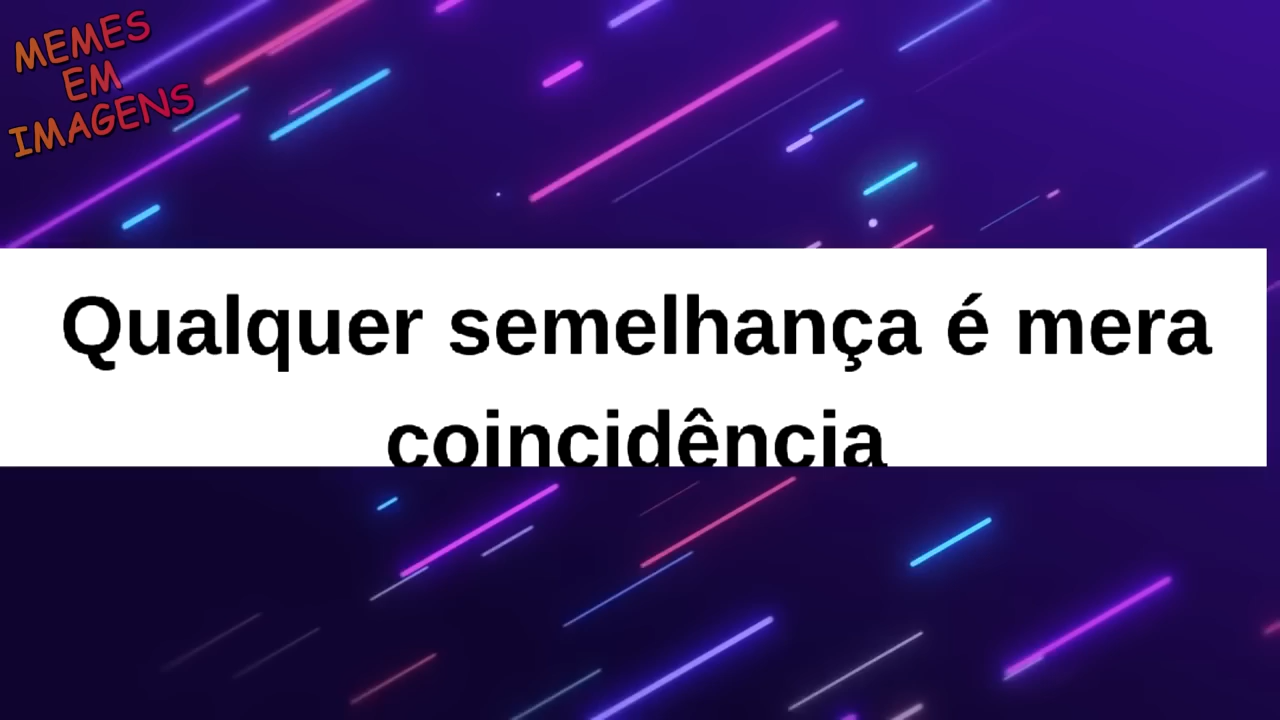 MEMES
EM
IMAGENS
Qualquer semelhança é mera
coincidência